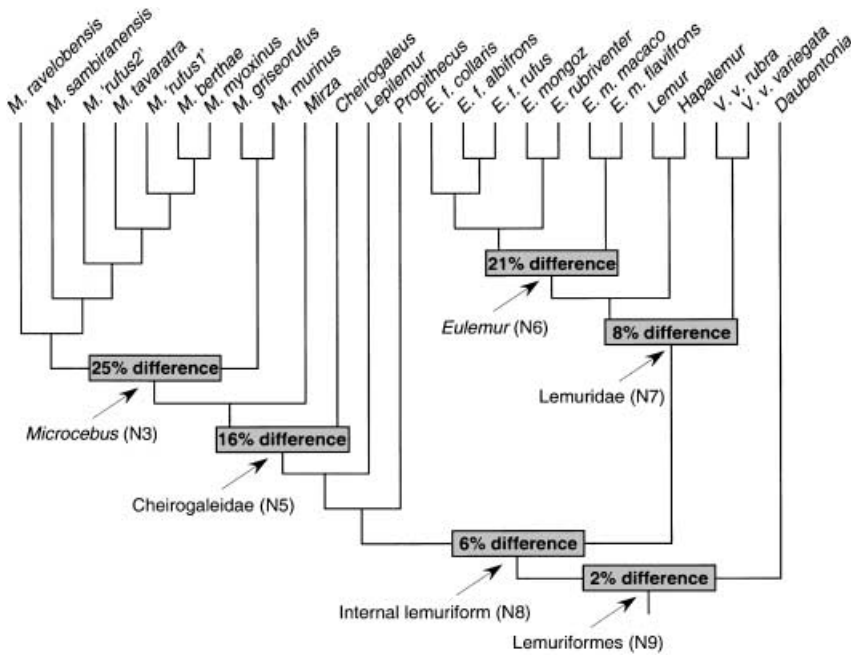 M. ravelobensis
M. sambiranensis
M. 'rufus2'
M. tavaratra
M. 'rufus1'
M. berthae
M. myoxinus
M. griseorufus
M. murinus
Mirza
Cheirogaleus
Lepilemur
Propithecus
E. f. collaris
E. f. albifrons
E. f. rufus
E. mongoz
E. rubriventer
E. m. macaco
E. m. flavifrons
Lemur
Hapalemur
V. v. rubra
V. v. variegata
Daubentonia
21% difference
Eulemur (N6)
8% difference
Lemuridae (N7)
25% difference
Microcebus (N3)
16% difference
Cheirogaleidae (N5)
6% difference
Internal lemuriform (N8)
2% difference
Lemuriformes (N9)